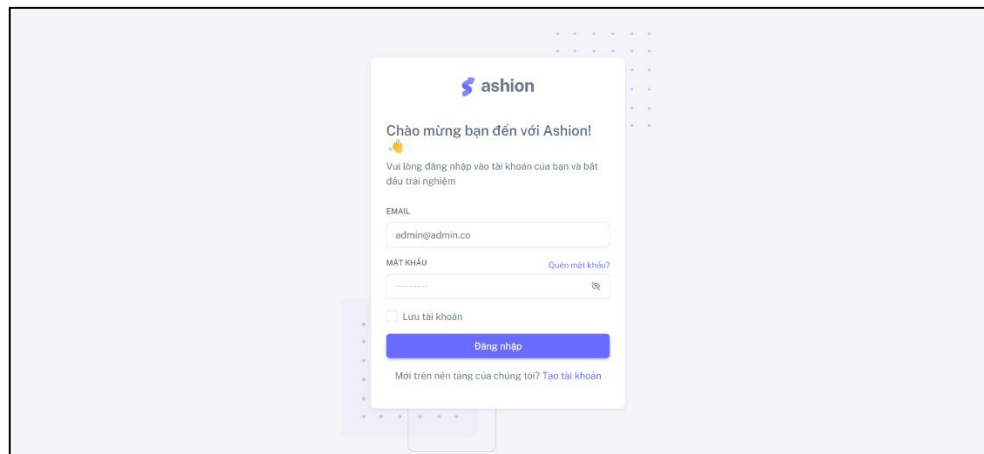 ashion
Chào mừng bạn đến với Ashion!
Vui lòng đăng nhập vào tài khoản của bạn và bắt
đầu trải nghiệm
EMAIL
admin@admin.co
MẬT KHẨU
Quên mật khẩu?
Lưu tài khoản
Đăng nhập
Mới trên nền tảng của chúng tôi? Tạo tài khoản